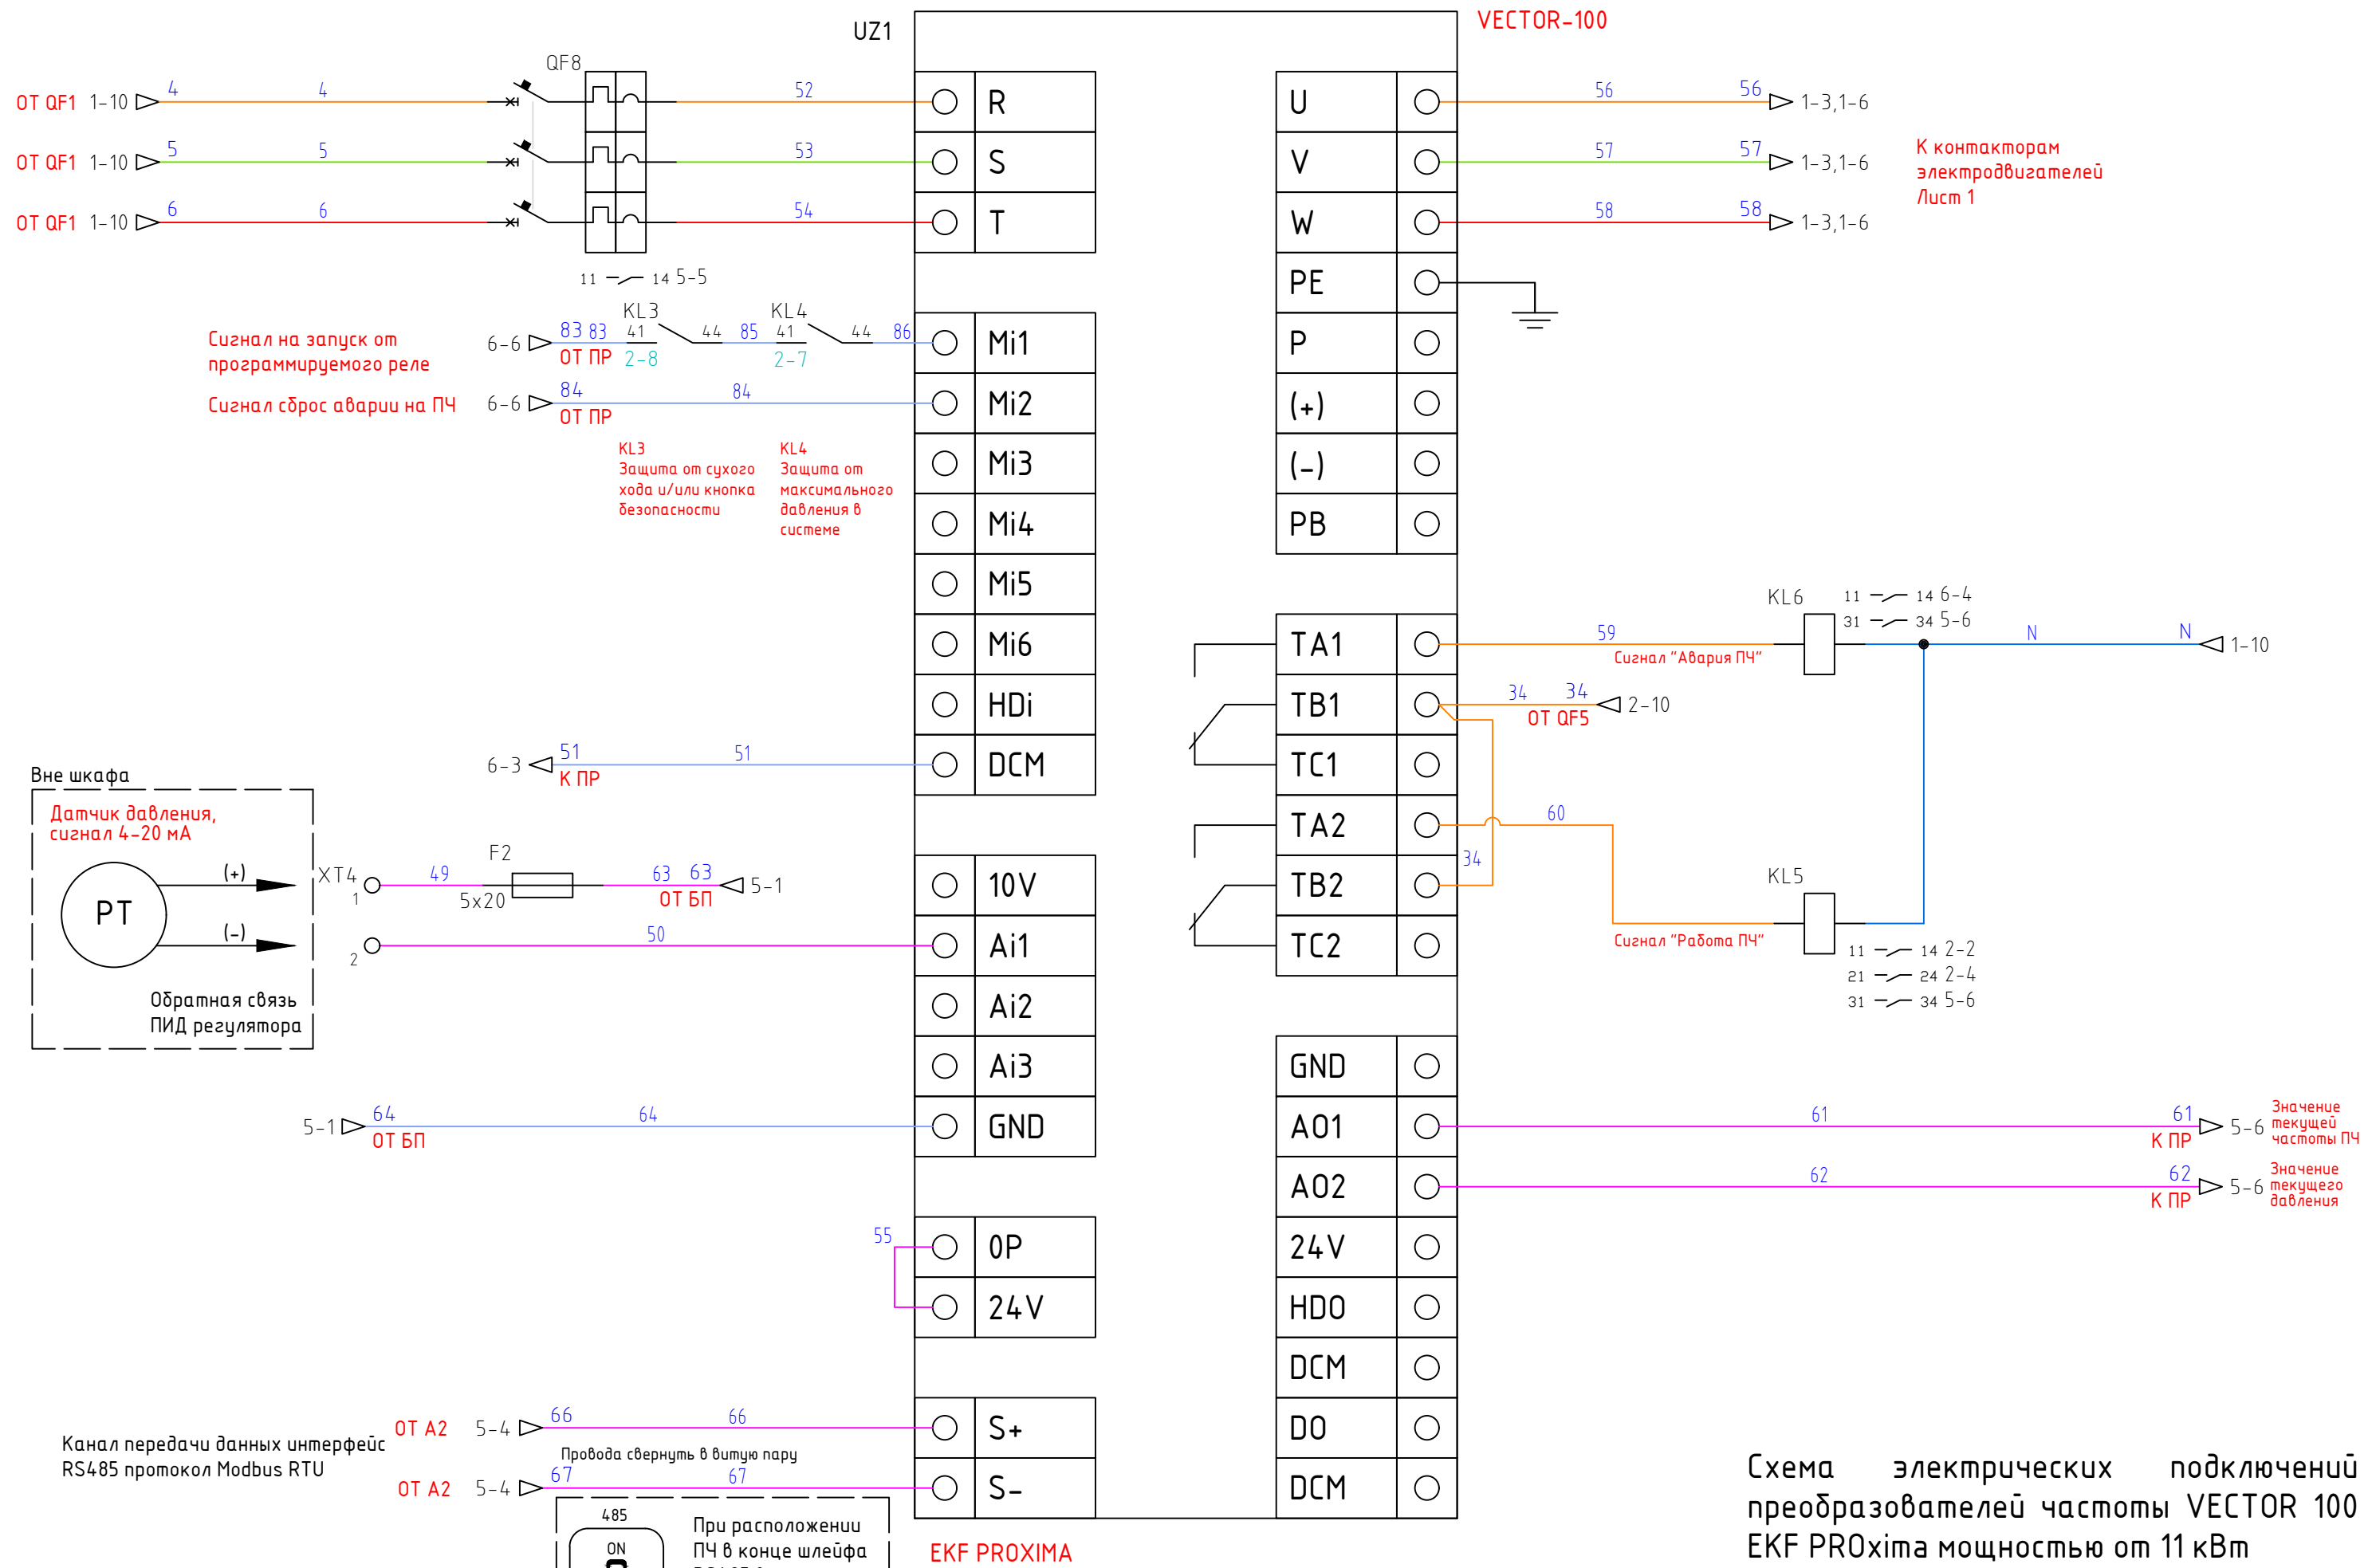 UZ1
VECTOR-100
QF8
ОТ QF1 1-10 4 4 52 R
ОТ QF1 1-10 5 5 53 S
ОТ QF1 1-10 6 6 54 T
11 14 5-5
U 56 56 1-3,1-6
V 57 57 1-3,1-6
W 58 58 1-3,1-6
К контакторам
электродвигателей
Лист 1
PE
P
(+)
(-)
PB
Сигнал на запуск от
программируемого реле
6-6 83 83 KL3 41 44 85 KL4 41 44 86 Mi1
ОТ ПР 2-8 2-7
Сигнал сброс аварии на ПЧ 6-6 84 84 Mi2
ОТ ПР
KL3
Защита от сухого
хода и/или кнопка
безопасности
KL4
Защита от
максимального
давления в
системе
Mi3
Mi4
Mi5
Mi6
HDi
6-3 51 51 DCM
К ПР
TA1 59 KL6 N N 1-10
Сигнал "Авария ПЧ"
11 14 6-4
31 34 5-6
TB1 34 34 2-10
ОТ QF5
TC1
TA2 60
34
TB2
TC2
KL5
Сигнал "Работа ПЧ"
11 14 2-2
21 24 2-4
31 34 5-6
Вне шкафа
Датчик давления,
сигнал 4-20 мА
PT
(+)
(-)
Обратная связь
ПИД регулятора
XT4 1 49 F2 63 63 5-1
5x20 ОТ БП
2 50
10V
Ai1
Ai2
Ai3
5-1 64 64 GND
ОТ БП
GND
AO1 61 61 5-6
К ПР
Значение
текущей
частоты ПЧ
AO2 62 62 5-6
К ПР
Значение
текущего
давления
55 0P
24V
24V
HDO
DCM
DO
DCM
Канал передачи данных интерфейс
RS485 протокол Modbus RTU
ОТ A2 5-4 66 66 S+
Провода свернуть в витую пару
ОТ A2 5-4 67 67 S-
485
ON
При расположении
ПЧ в конце шлейфа
EKF PROXIMA
Схема электрических подключений
преобразователей частоты VECTOR 100
EKF PROxima мощностью от 11 кВт